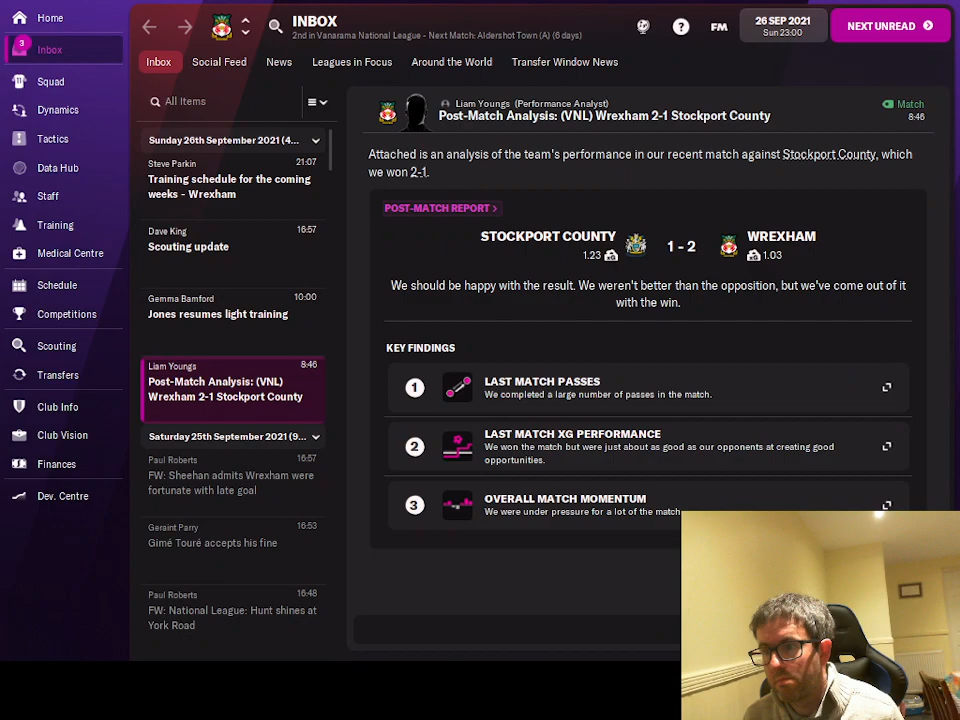 Home
3
Inbox
Squad
Dynamics
Tactics
Data Hub
Staff
Training
Medical Centre
Schedule
Competitions
Scouting
Transfers
Club Info
Club Vision
Finances
Dev. Centre
INBOX
2nd in Vanarama National League - Next Match: Aldershot Town (A) (6 days)
?
FM
26 SEP 2021
Sun 23:00
NEXT UNREAD
Inbox
Social Feed
News
Leagues in Focus
Around the World
Transfer Window News
All Items
Sunday 26th September 2021 (4...
Steve Parkin 21:07
Training schedule for the coming
weeks - Wrexham
Dave King 16:57
Scouting update
Gemma Bamford 10:00
Jones resumes light training
Liam Youngs 8:46
Post-Match Analysis: (VNL)
Wrexham 2-1 Stockport County
Saturday 25th September 2021 (9...
Paul Roberts 16:57
FW: Sheehan admits Wrexham were
fortunate with late goal
Geraint Parry 16:53
Gimé Touré accepts his fine
Paul Roberts 16:48
FW: National League: Hunt shines at
York Road
Liam Youngs (Performance Analyst)
Post-Match Analysis: (VNL) Wrexham 2-1 Stockport County
Match
8:46
Attached is an analysis of the team's performance in our recent match against Stockport County, which
we won 2-1.
POST-MATCH REPORT >
STOCKPORT COUNTY 1 - 2 WREXHAM
1.23 1.03
We should be happy with the result. We weren't better than the opposition, but we've come out of it
with the win.
KEY FINDINGS
1
LAST MATCH PASSES
We completed a large number of passes in the match.
2
LAST MATCH XG PERFORMANCE
We won the match but were just about as good as our opponents at creating good
opportunities.
3
OVERALL MATCH MOMENTUM
We were under pressure for a lot of the match